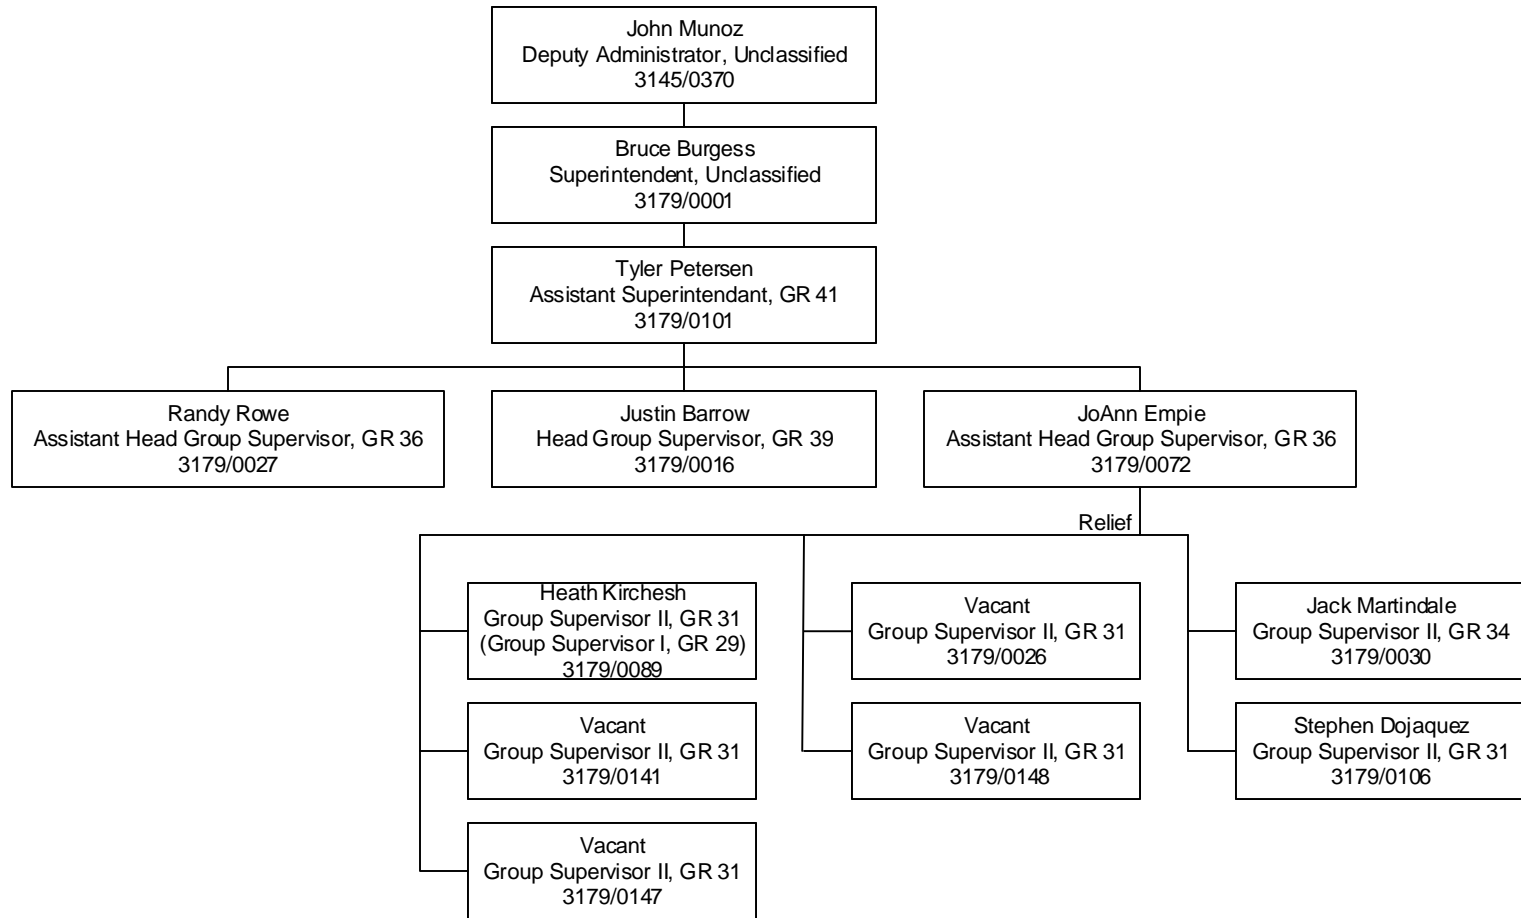 John Munoz
Deputy Administrator, Unclassified
3145/0370
Bruce Burgess
Superintendent, Unclassified
3179/0001
Tyler Petersen
Assistant Superintendant, GR 41
3179/0101
Randy Rowe
Assistant Head Group Supervisor, GR 36
3179/0027
Justin Barrow
Head Group Supervisor, GR 39
3179/0016
JoAnn Empie
Assistant Head Group Supervisor, GR 36
3179/0072
Relief
Heath Kirchesh
Group Supervisor II, GR 31
(Group Supervisor I, GR 29)
3179/0089
Vacant
Group Supervisor II, GR 31
3179/0026
Jack Martindale
Group Supervisor II, GR 34
3179/0030
Vacant
Group Supervisor II, GR 31
3179/0141
Vacant
Group Supervisor II, GR 31
3179/0148
Stephen Dojaquez
Group Supervisor II, GR 31
3179/0106
Vacant
Group Supervisor II, GR 31
3179/0147